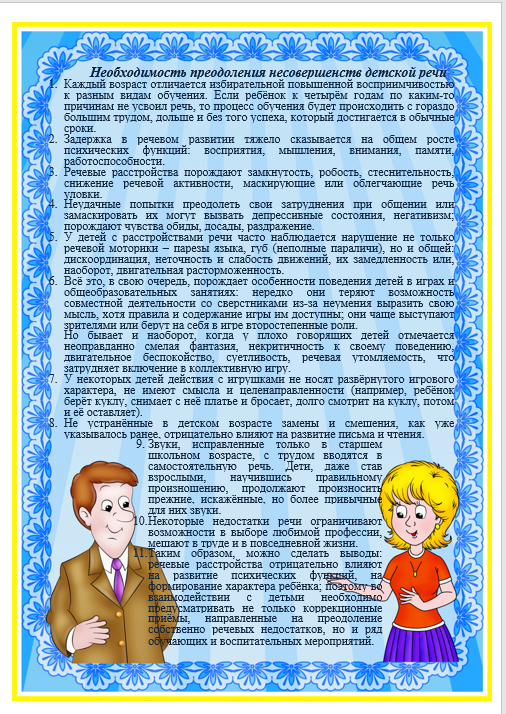 Необходимость преодоления несовершенств детской речи
1. Каждый возраст отличается избирательной повышенной восприимчивостью
к разным видам обучения. Если ребёнок к четырём годам по каким-то
причинам не усвоил речь, то процесс обучения будет происходить с гораздо
большим трудом, дольше и без того успеха, который достигается в обычные
сроки.
2. Задержка в речевом развитии тяжело сказывается на общем росте
психических функций: восприятия, мышления, внимания, памяти,
работоспособности.
3. Речевые расстройства порождают замкнутость, робость, стеснительность,
снижение речевой активности, маскирующие или облегчающие речь
уловки.
4. Неудачные попытки преодолеть свои затруднения при общении или
замаскировать их могут вызвать депрессивные состояния, негативизм;
порождают чувства обиды, досады, раздражение.
5. У детей с расстройствами речи часто наблюдается нарушение не только
речевой моторики – парезы языка, губ (неполные параличи), но и общей:
дискоординация, неточность и слабость движений, их замедленность или,
наоборот, двигательная расторможенность.
6. Всё это, в свою очередь, порождает особенности поведения детей в играх и
общеобразовательных занятиях: нередко они теряют возможность
совместной деятельности со сверстниками из-за неумения выразить свою
мысль, хотя правила и содержание игры им доступны; они чаще выступают
зрителями или берут на себя в игре второстепенные роли.
Но бывает и наоборот, когда у плохо говорящих детей отмечается
неоправданно смелая фантазия, некритичность к своему поведению,
двигательное беспокойство, суетливость, речевая утомляемость, что
затрудняет включение в коллективную игру.
7. У некоторых детей действия с игрушками не носят развёрнутого игрового
характера, не имеют смысла и целенаправленности (например, ребёнок
берёт куклу, снимает с неё платье и бросает, долго смотрит на куклу, потом
и её оставляет).
8. Не устранённые в детском возрасте замены и смешения, как уже
указывалось ранее, отрицательно влияют на развитие письма и чтения.
9. Звуки, исправленные только в старшем
школьном возрасте, с трудом вводятся в
самостоятельную речь. Дети, даже став
взрослыми, научившись правильному
произношению, продолжают произносить
прежние, искажённые, но более привычные
для них звуки.
10. Некоторые недостатки речи ограничивают
возможности в выборе любимой профессии,
мешают в труде и в повседневной жизни.
11. Таким образом, можно сделать выводы:
речевые расстройства отрицательно влияют
на развитие психических функций, на
формирование характера ребёнка; поэтому во
взаимодействии с детьми необходимо
предусматривать не только коррекционные
приёмы, направленные на преодоление
собственно речевых недостатков, но и ряд
обучающих и воспитательных мероприятий.